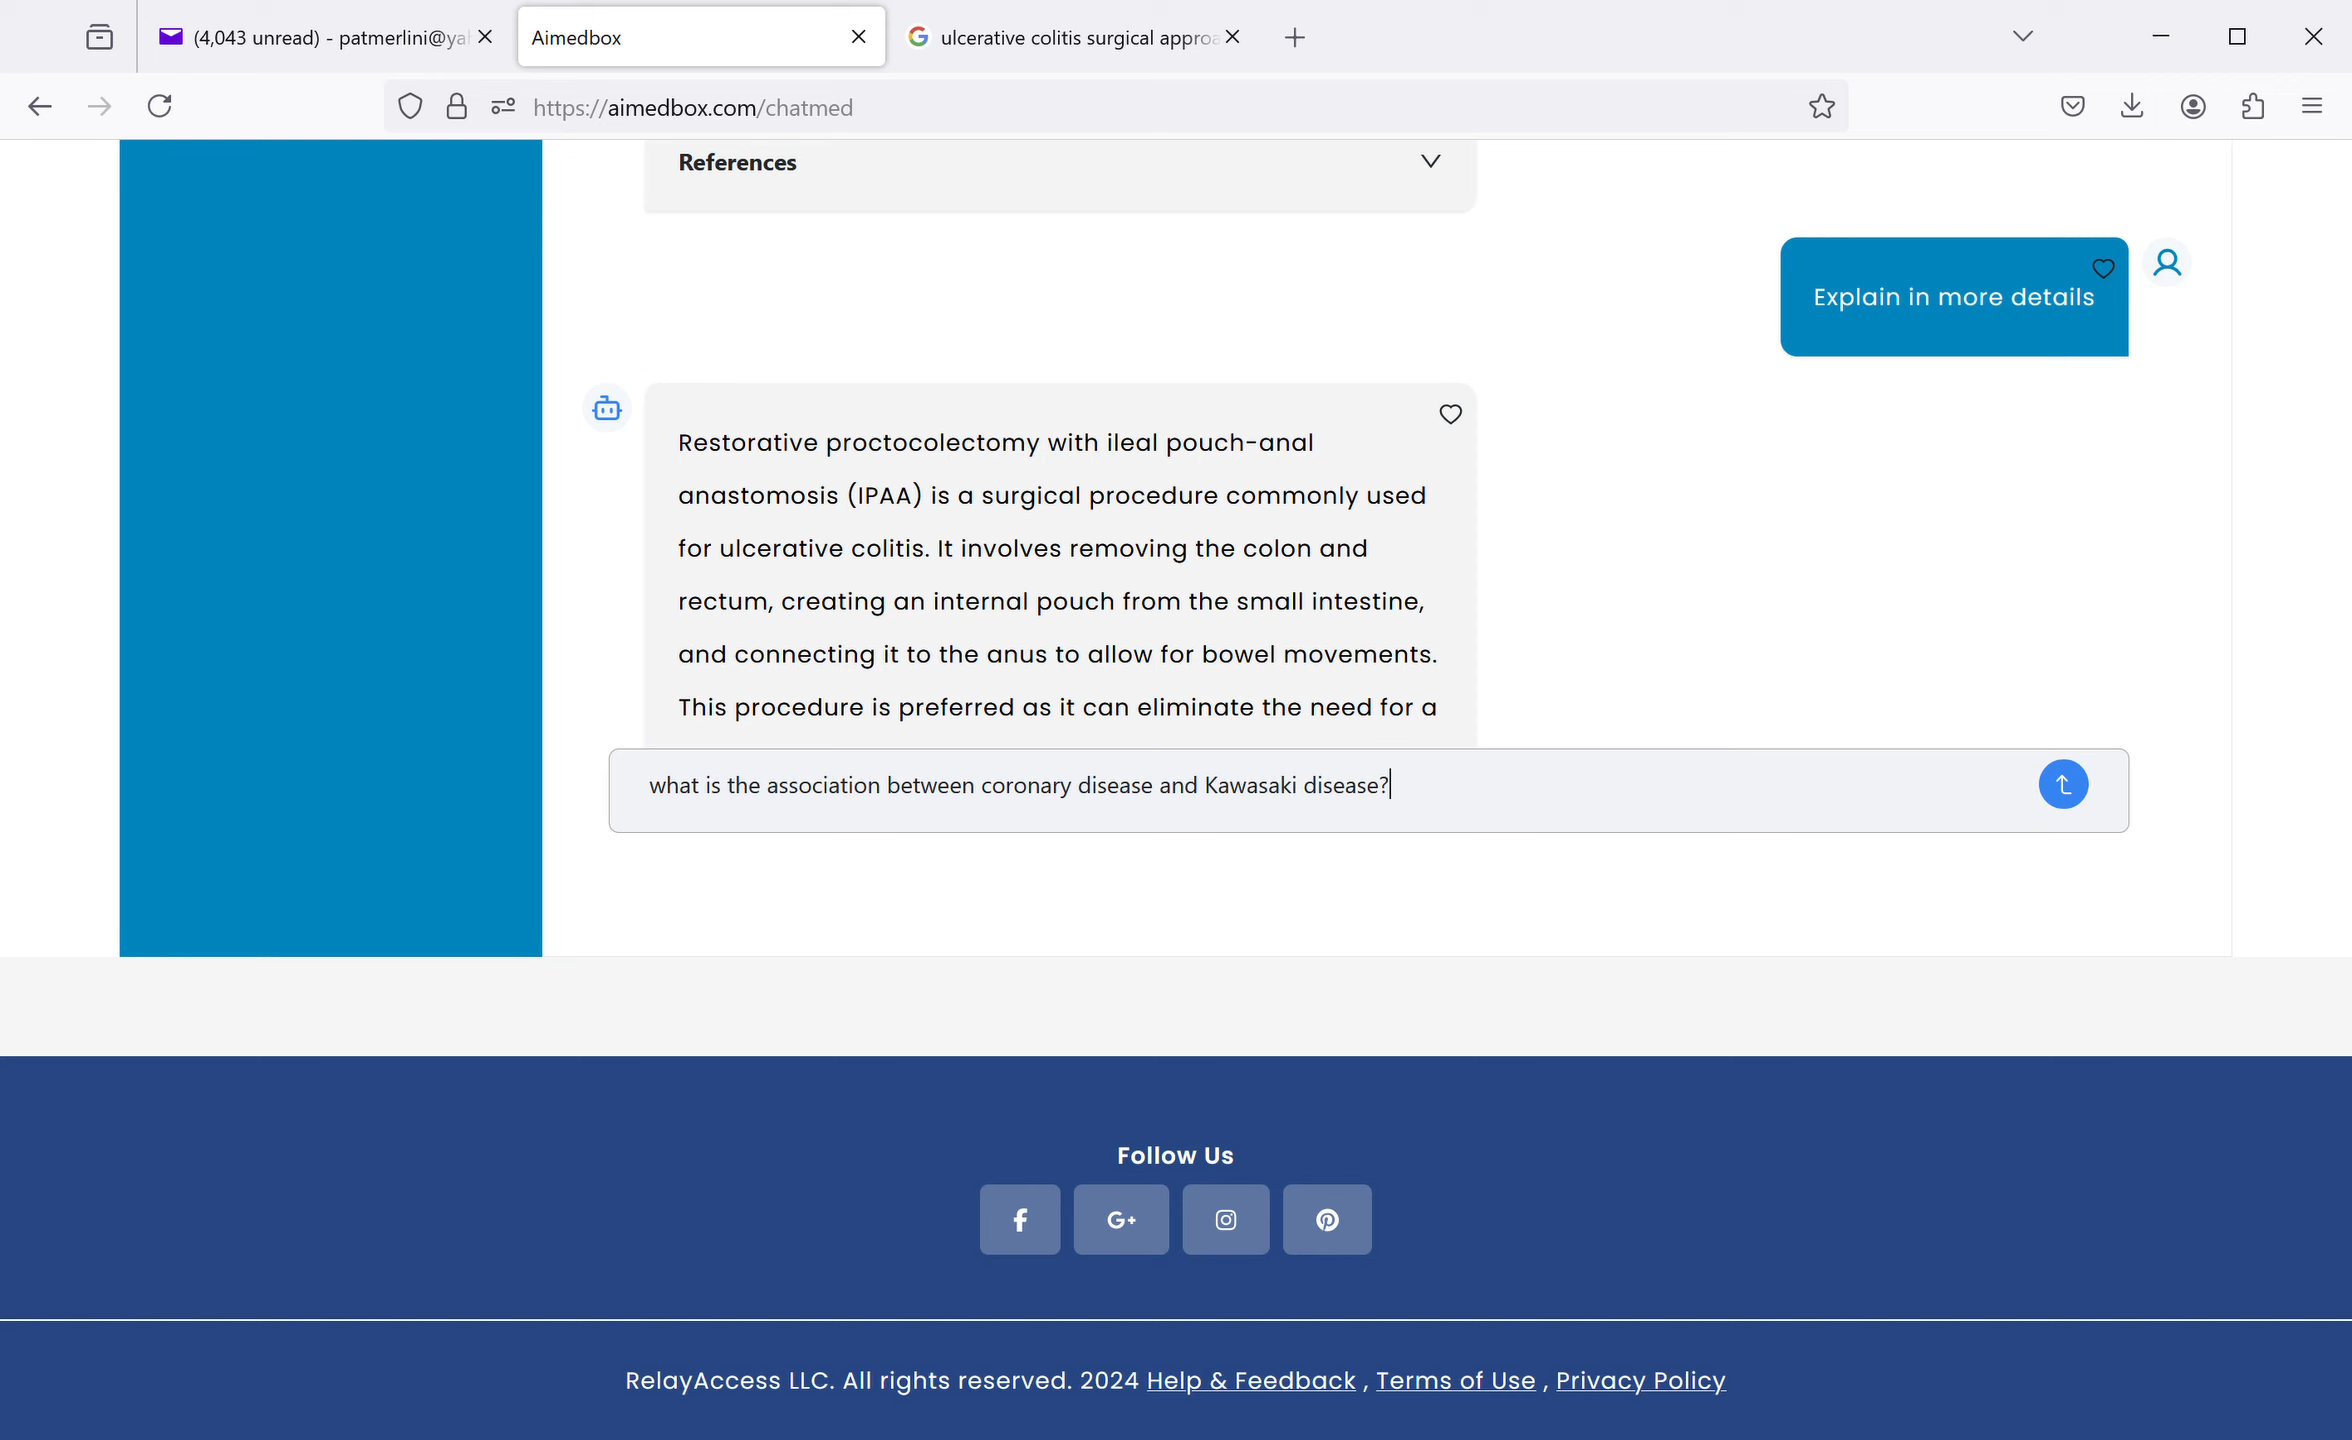 (4,043 unread) - patmerlini@ya
Aimedbox
ulcerative colitis surgical approa
https://aimedbox.com/chatmed
References
Explain in more details
Restorative proctocolectomy with ileal pouch-anal
anastomosis (IPAA) is a surgical procedure commonly used
for ulcerative colitis. It involves removing the colon and
rectum, creating an internal pouch from the small intestine,
and connecting it to the anus to allow for bowel movements.
This procedure is preferred as it can eliminate the need for a
what is the association between coronary disease and Kawasaki disease?
Follow Us
RelayAccess LLC. All rights reserved. 2024 Help & Feedback , Terms of Use , Privacy Policy